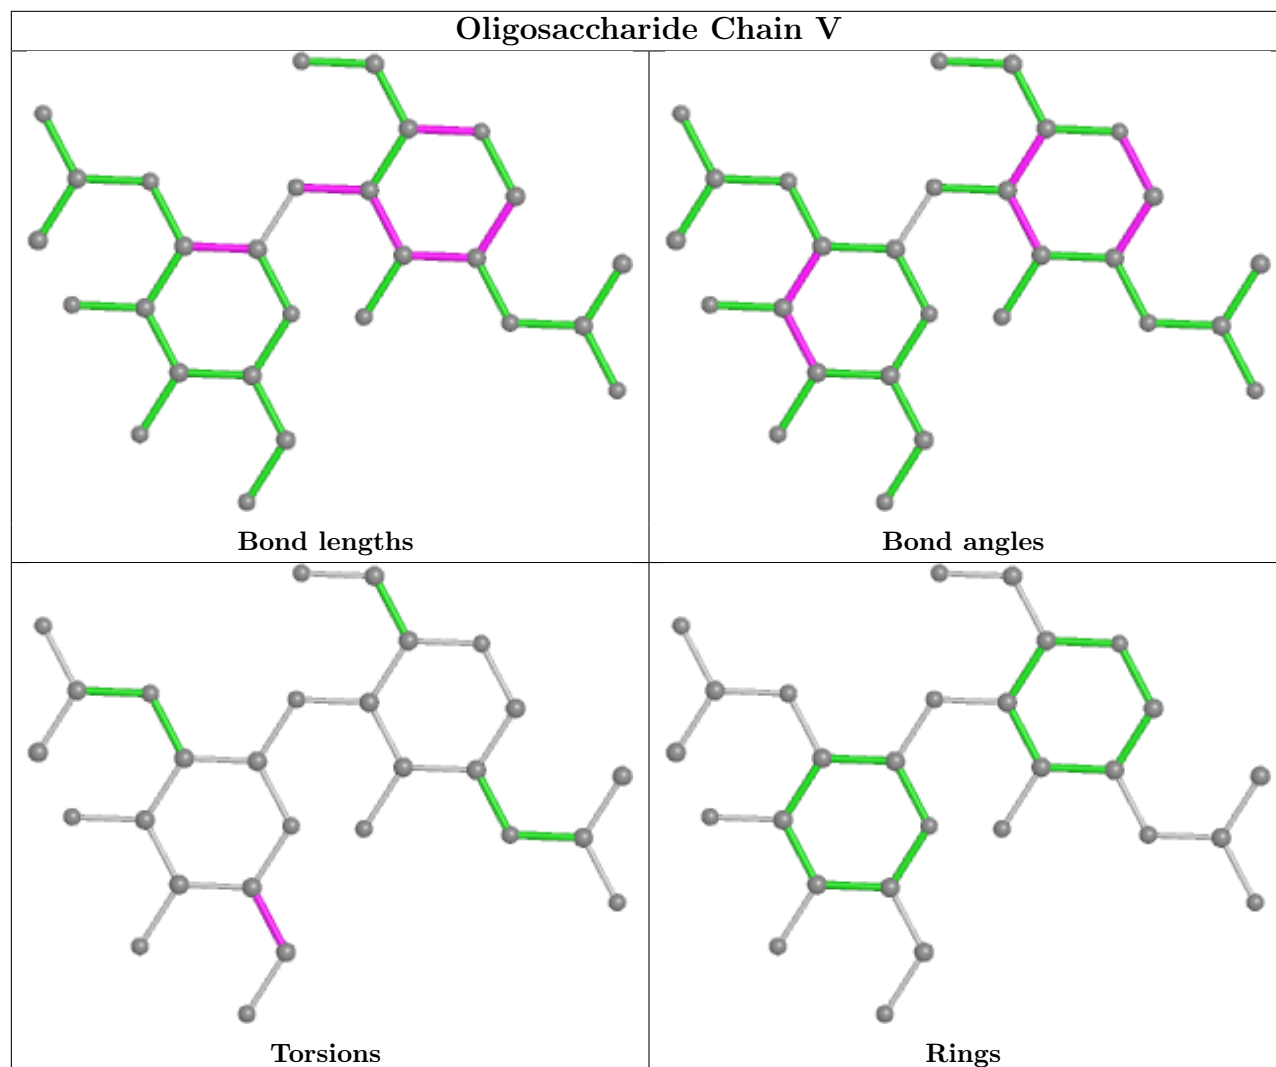 Oligosaccharide Chain V
Bond lengths
Bond angles
Torsions
Rings